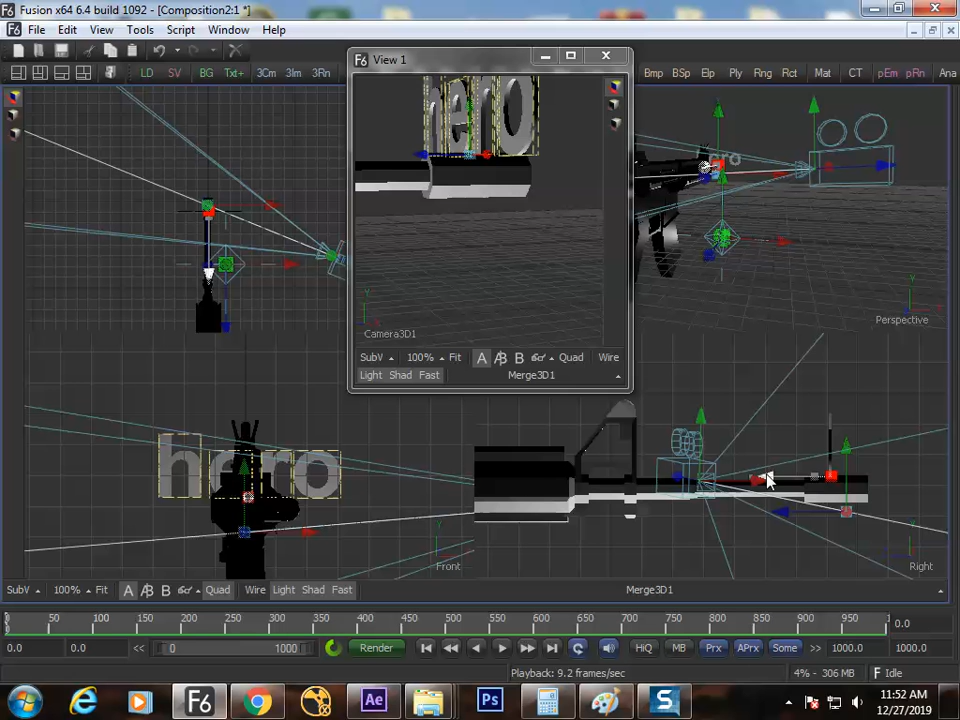 Fusion x64 6.4 build 1092 - [Composition2:1 *]
File Edit View Tools Script Window Help
LD SV BG Txt+ 3Cm 3Im 3Rn Bmp BSp Elp Ply Rng Rct Mat CT pEm pRn Ana
View 1
hero
Y
Camera3D1
SubV 100% Fit A B Quad Wire
Light Shad Fast Merge3D1
hero
Y
Perspective
hero
Y
Front
Y
Right
SubV 100% Fit A B Quad Wire Light Shad Fast Merge3D1
0 50 100 150 200 250 300 350 400 450 500 550 600 650 700 750 800 850 900 950 0.0
0.0 0.0 << 0 1000 Render HiQ MB Prx APrx Some >> 1000.0 1000.0
Playback: 9.2 frames/sec 4% - 306 MB Idle
F6 Ae Ps S
11:52 AM
12/27/2019